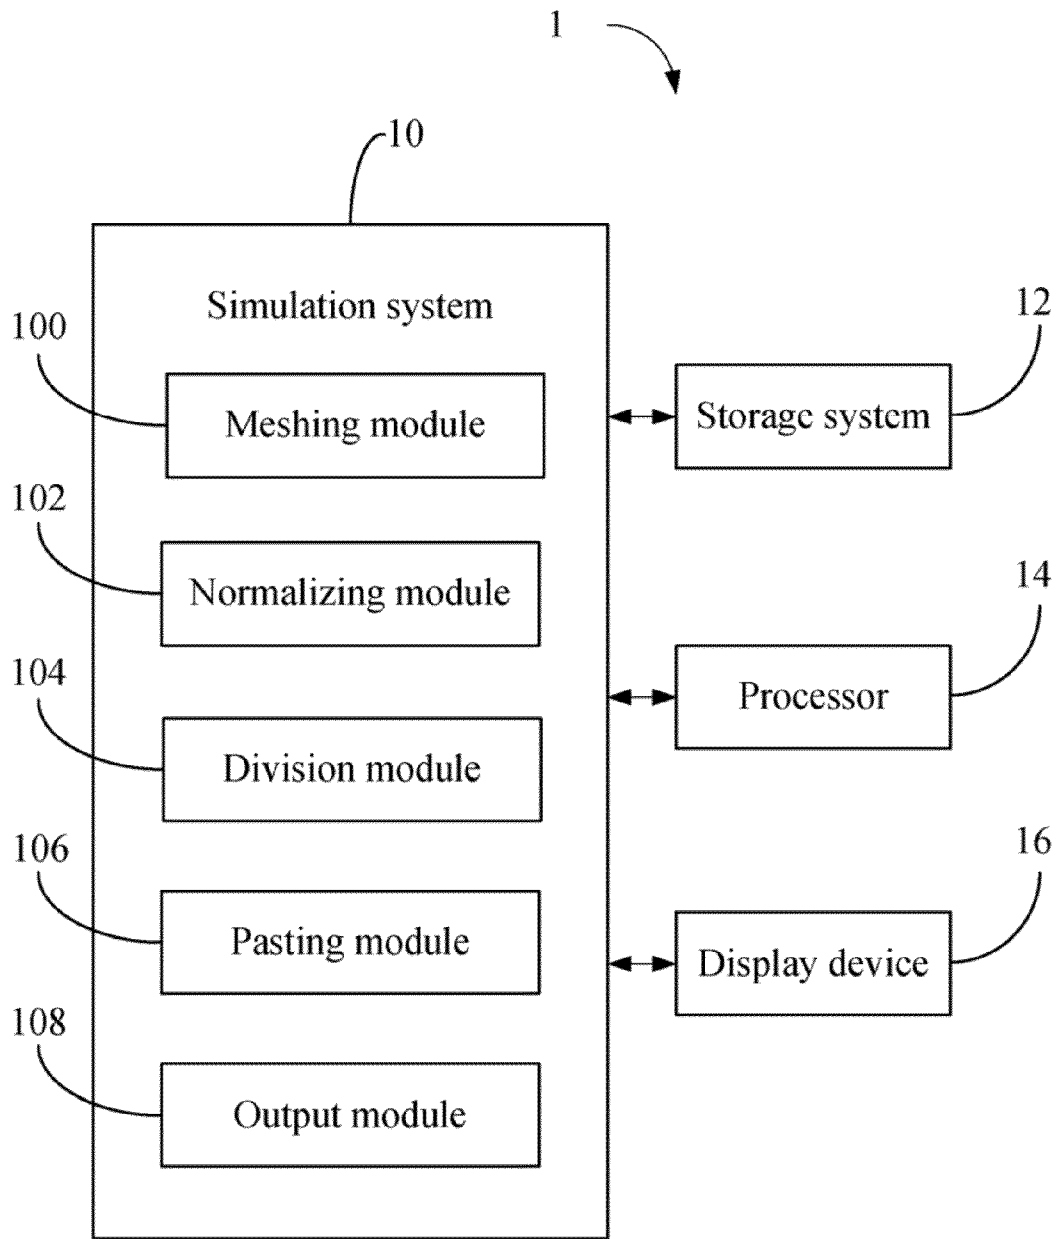 1
10
Simulation system
100
Meshing module
12
Storage system
102
Normalizing module
14
Processor
104
Division module
106
Pasting module
16
Display device
108
Output module